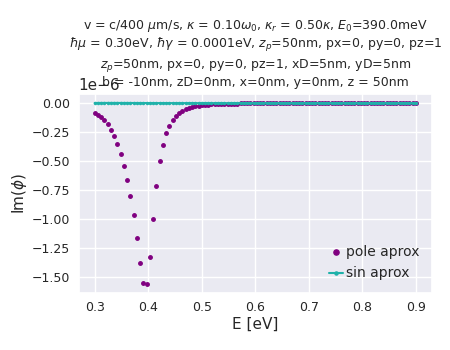 v = c/400 μm/s, κ = 0.10ω₀, κᵣ = 0.50κ, E₀=390.0meV
ħμ = 0.30eV, ħγ = 0.0001eV, zₚ=50nm, px=0, py=0, pz=1
zₚ=50nm, px=0, py=0, pz=1, xD=5nm, yD=5nm
b = -10nm, zD=0nm, x=0nm, y=0nm, z = 50nm
1e−6
0.00
−0.25
−0.50
−0.75
−1.00
−1.25
−1.50
Im(ϕ)
pole aprox
sin aprox
0.3 0.4 0.5 0.6 0.7 0.8 0.9
E [eV]